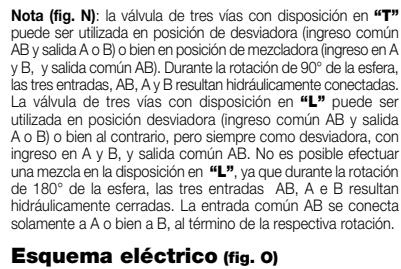 Nota (fig. N): la válvula de tres vías con disposición en “T”
puede ser utilizada en posición de desviadora (ingreso común
AB y salida A o B) o bien en posición de mezcladora (ingreso en A
y B, y salida común AB). Durante la rotación de 90° de la esfera,
las tres entradas, AB, A y B resultan hidráulicamente conectadas.
La válvula de tres vías con disposición en “L” puede ser
utilizada en posición desviadora (ingreso común AB y salida
A o B) o bien al contrario, pero siempre como desviadora, con
ingreso en A y B, y salida común AB. No es posible efectuar
una mezcla en la disposición en “L”, ya que durante la rotación
de 180° de la esfera, las tres entradas AB, A e B resultan
hidráulicamente cerradas. La entrada común AB se conecta
solamente a A o bien a B, al término de la respectiva rotación.
Esquema eléctrico (fig. O)